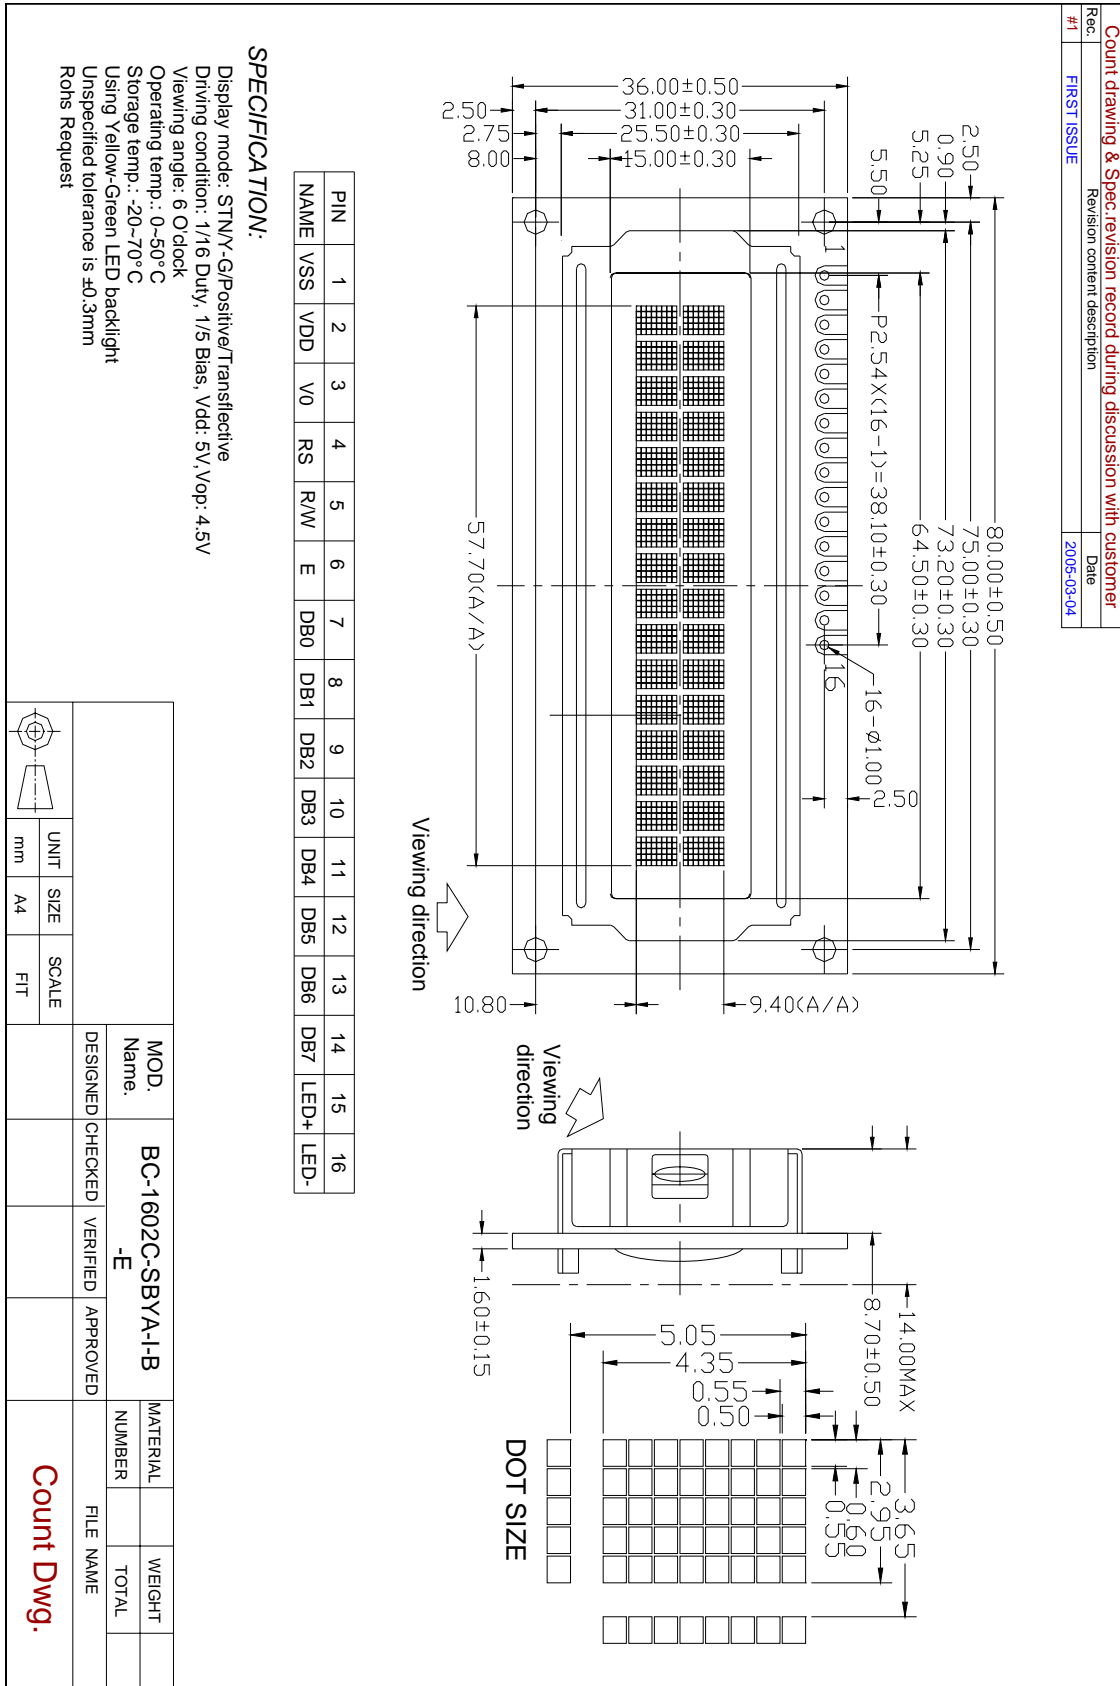 Count drawing & Spec.revision record during discussion with customer
Rec. Revision content description Date
#1 FIRST ISSUE 2005-03-04
80.00±0.50
75.00±0.30
73.20±0.30
64.50±0.30
P2.54X(16-1)=38.10±0.30
2.50
0.90
5.25
5.50
1
16
16-Ø1.00
2.50
36.00±0.50
31.00±0.30
25.50±0.30
15.00±0.30
2.50
2.75
8.00
57.70(A/A)
10.80
9.40(A/A)
Viewing direction
Viewing
direction
14.00MAX
8.70±0.50
1.60±0.15
5.05
4.35
0.55
0.50
3.65
2.95
0.60
0.55
DOT SIZE
PIN 1 2 3 4 5 6 7 8 9 10 11 12 13 14 15 16
NAME VSS VDD V0 RS R/W E DB0 DB1 DB2 DB3 DB4 DB5 DB6 DB7 LED+ LED-
SPECIFICATION:
Display mode: STN/Y-G/Positive/Transflective
Driving condition: 1/16 Duty, 1/5 Bias, Vdd: 5V,Vop: 4.5V
Viewing angle: 6 O'clock
Operating temp.: 0~50°C
Storage temp.: -20~70°C
Using Yellow-Green LED backlight
Unspecified tolerance is ±0.3mm
Rohs Request
UNIT SIZE SCALE
mm A4 FIT
MOD.
Name.
BC-1602C-SBYA-I-B
-E
MATERIAL WEIGHT
NUMBER TOTAL
DESIGNED CHECKED VERIFIED APPROVED FILE NAME
Count Dwg.